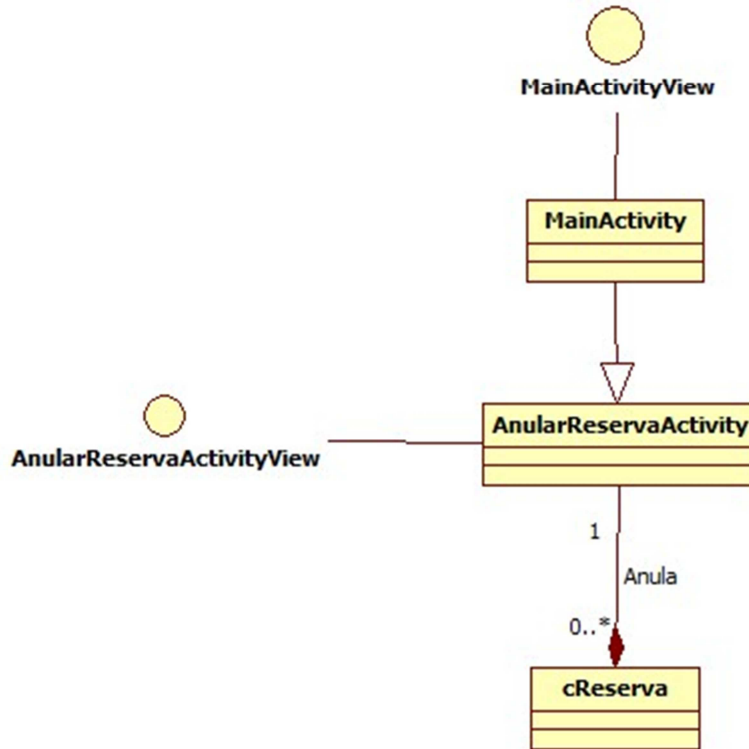 MainActivityView
MainActivity
AnularReservaActivity
AnularReservaActivityView
1
Anula
0..*
cReserva